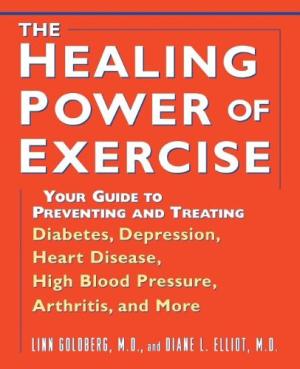 THE
HEALING
POWER OF
EXERCISE
YOUR GUIDE TO
PREVENTING AND TREATING
Diabetes, Depression,
Heart Disease,
High Blood Pressure,
Arthritis, and More
LINN GOLDBERG, M.D., and DIANE L. ELLIOT, M.D.